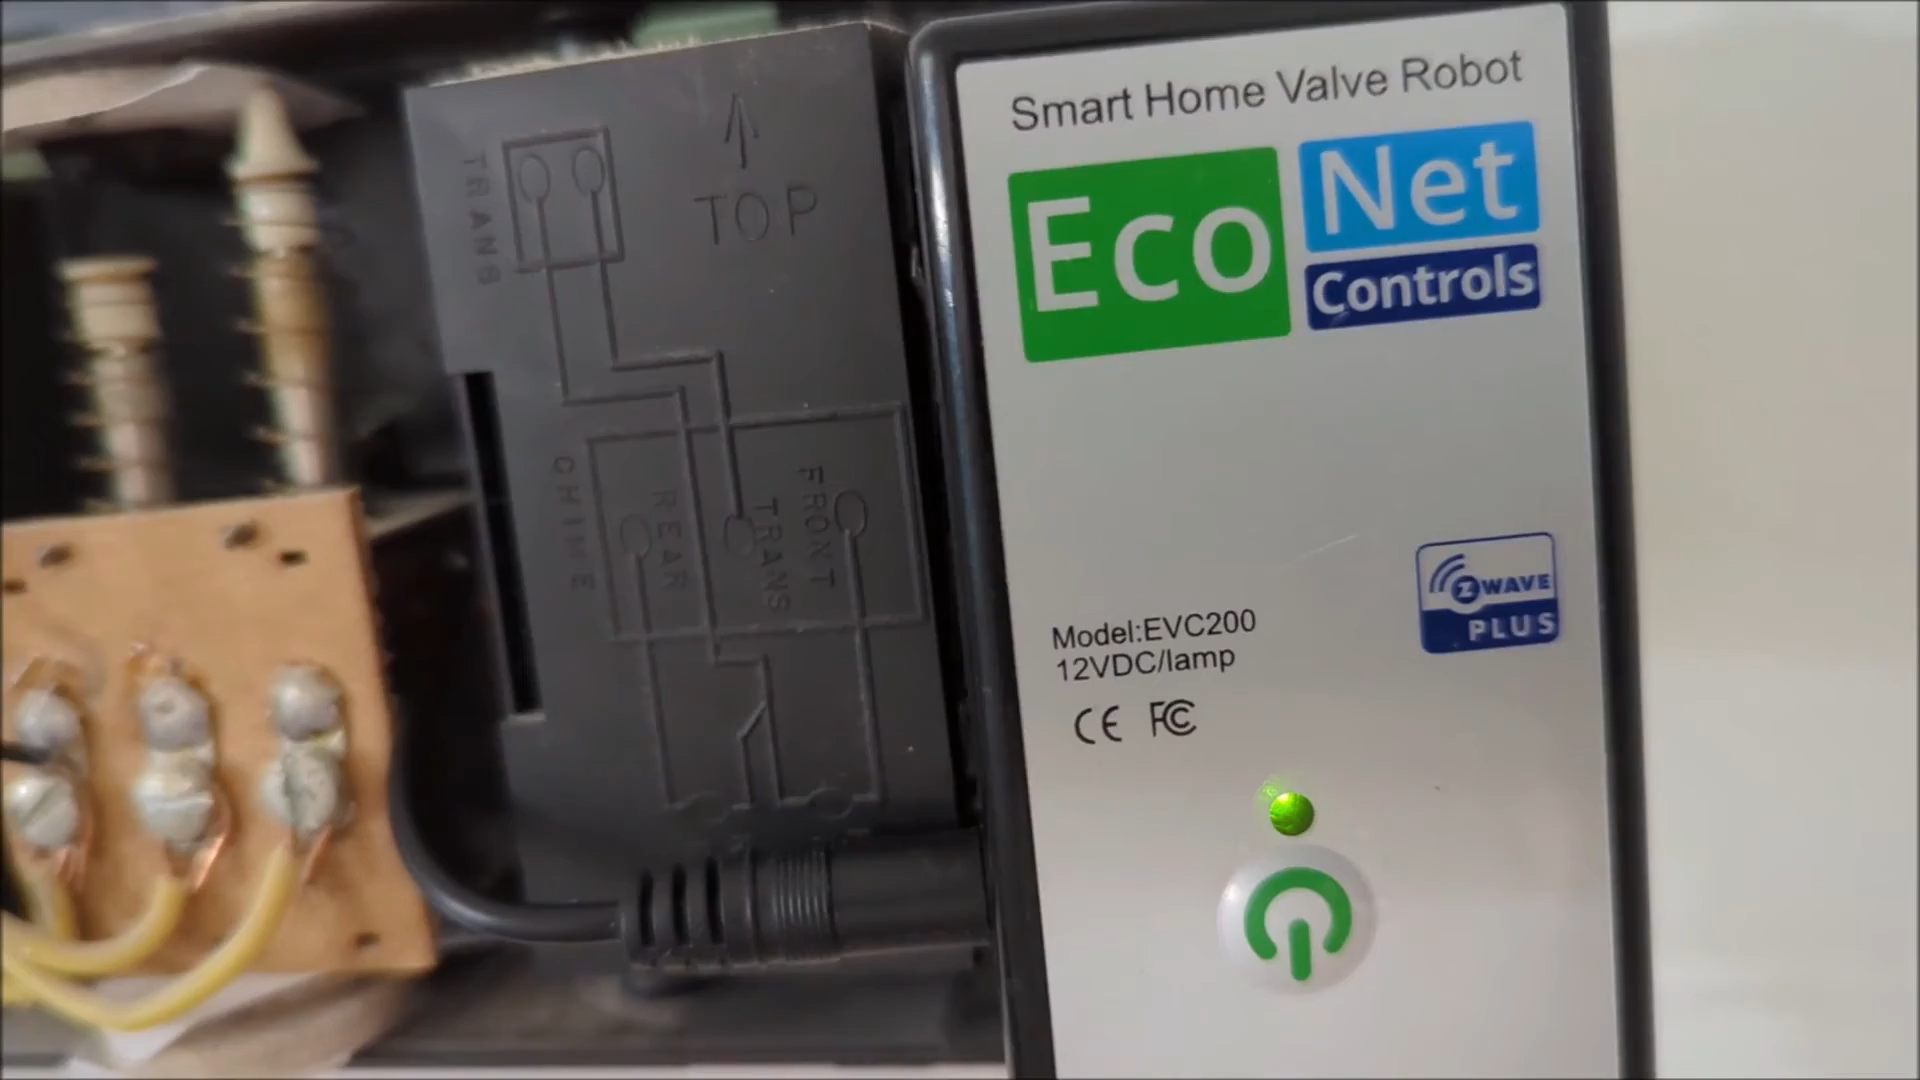 TRANS
TOP
CHIME
REAR
TRANS
FRONT
Smart Home Valve Robot
Eco Net
Controls
Z WAVE
PLUS
Model:EVC200
12VDC/lamp
CE FC